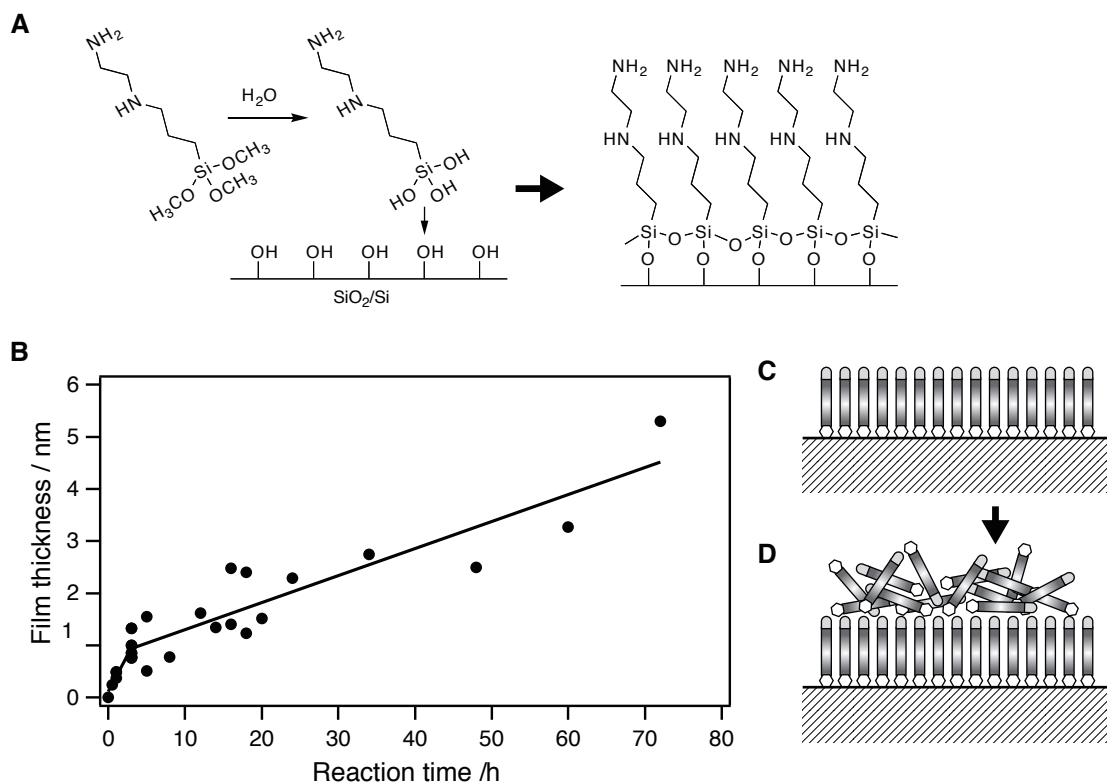 A
NH2
HN
Si
OCH3
OCH3
H3CO
H2O
NH2
HN
Si
OH
OH
HO
OH OH OH OH OH
SiO2/Si
NH2 NH2 NH2 NH2 NH2
HN HN HN HN HN
Si O Si O Si O Si O Si
O O O O O
B
Film thickness / nm
6
5
4
3
2
1
0
0 10 20 30 40 50 60 70 80
Reaction time /h
C
D